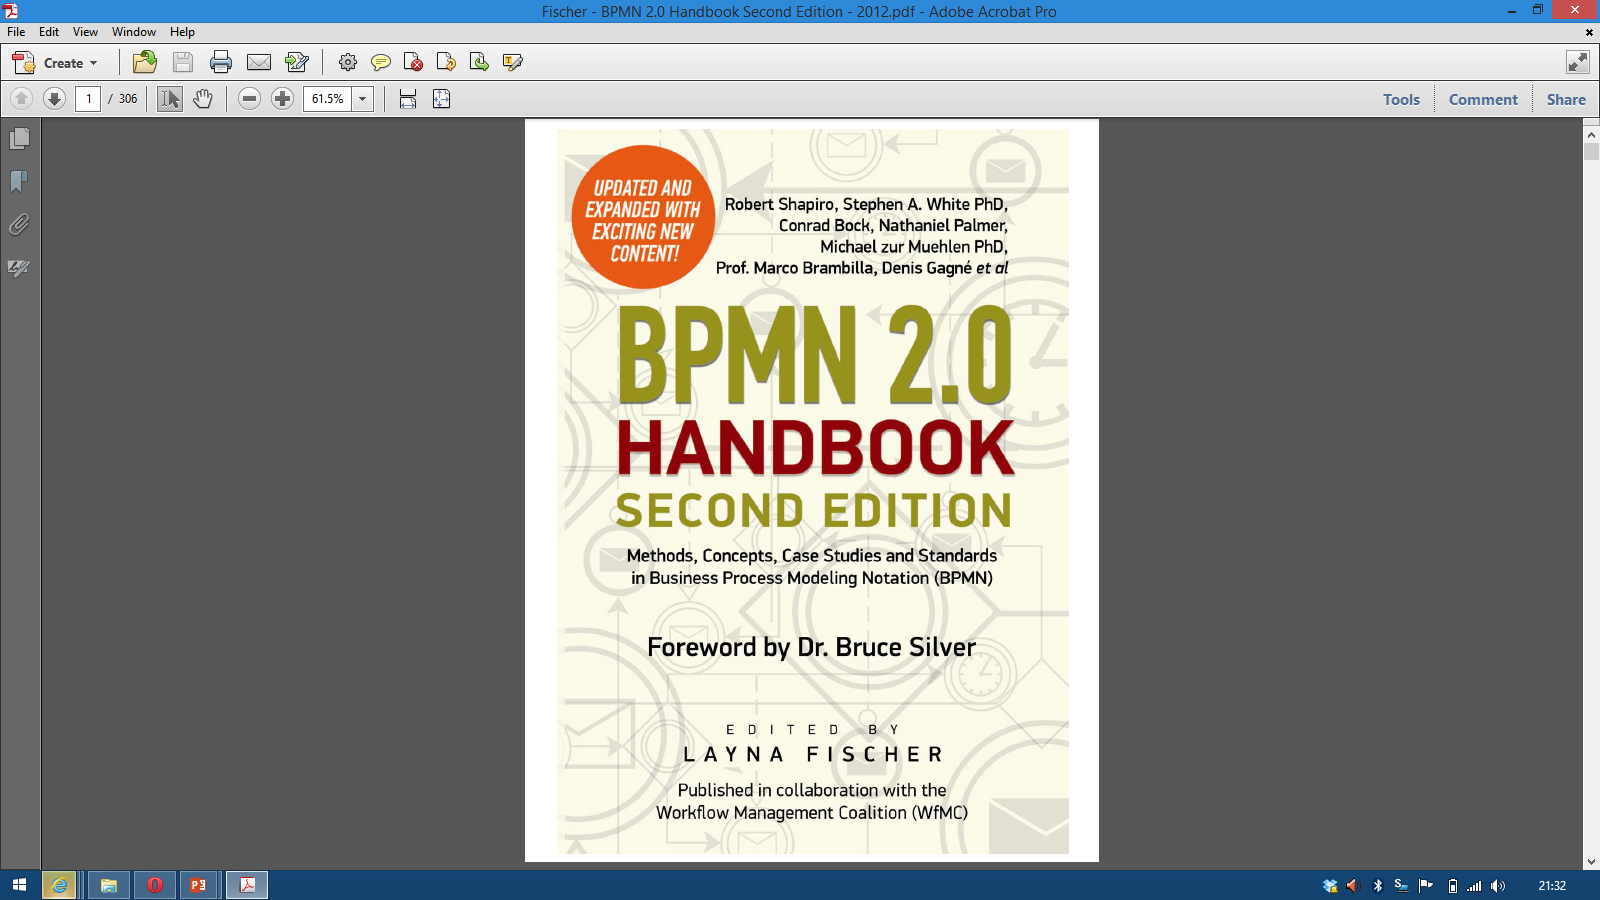 Fischer - BPMN 2.0 Handbook Second Edition - 2012.pdf - Adobe Acrobat Pro
File Edit View Window Help
Create
1 / 306
61.5%
Tools Comment Share
UPDATED AND
EXPANDED WITH
EXCITING NEW
CONTENT!
Robert Shapiro, Stephen A. White PhD,
Conrad Bock, Nathaniel Palmer,
Michael zur Muehlen PhD,
Prof. Marco Brambilla, Denis Gagné et al
BPMN 2.0
HANDBOOK
SECOND EDITION
Methods, Concepts, Case Studies and Standards
in Business Process Modeling Notation (BPMN)
Foreword by Dr. Bruce Silver
EDITED BY
LAYNA FISCHER
Published in collaboration with the
Workflow Management Coalition (WfMC)
21:32